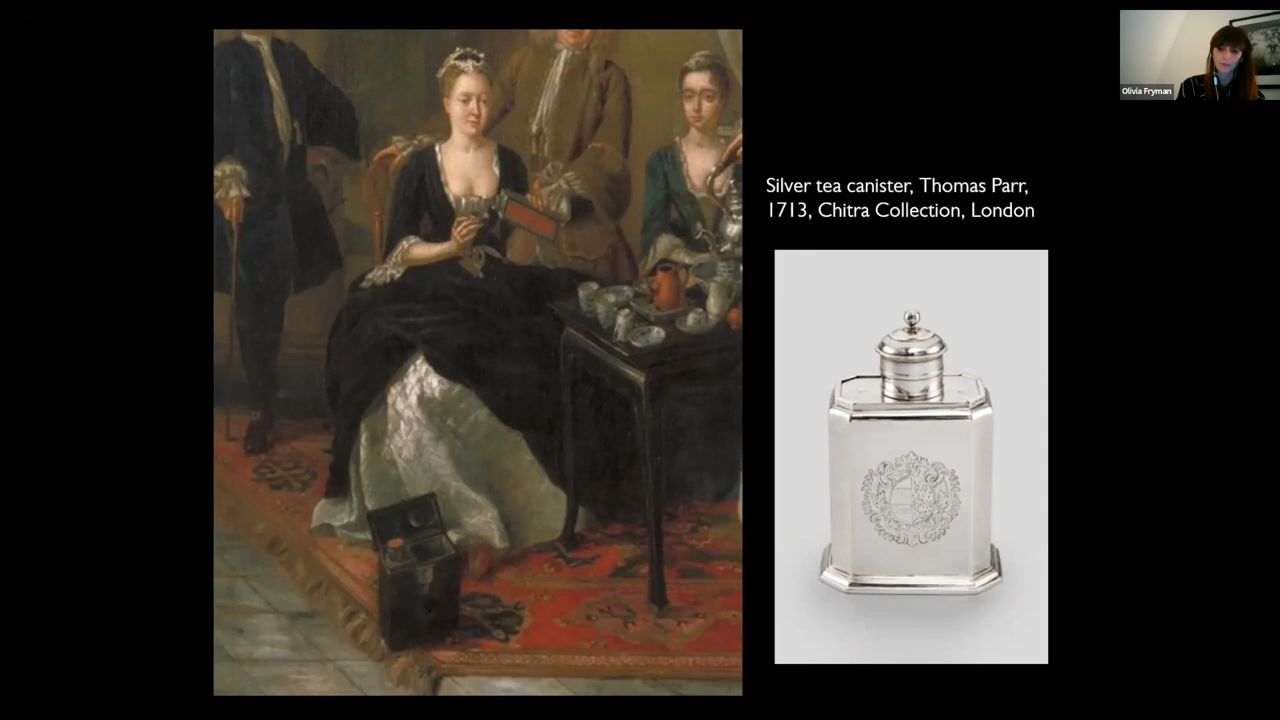 Olivia Fryman
Silver tea canister, Thomas Parr,
1713, Chitra Collection, London